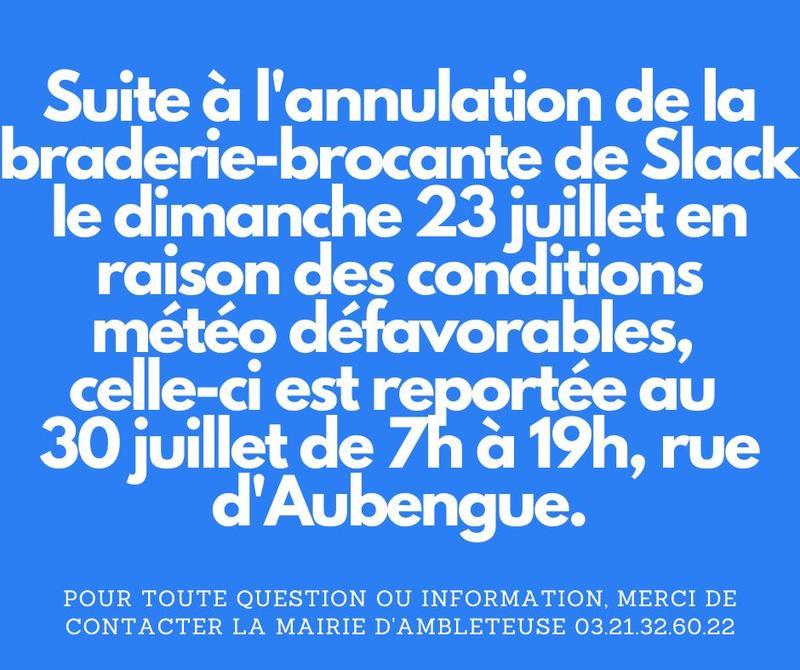 Suite à l'annulation de la
braderie-brocante de Slack
le dimanche 23 juillet en
raison des conditions
météo défavorables,
celle-ci est reportée au
30 juillet de 7h à 19h, rue
d'Aubengue.
POUR TOUTE QUESTION OU INFORMATION, MERCI DE
CONTACTER LA MAIRIE D'AMBLETEUSE 03.21.32.60.22